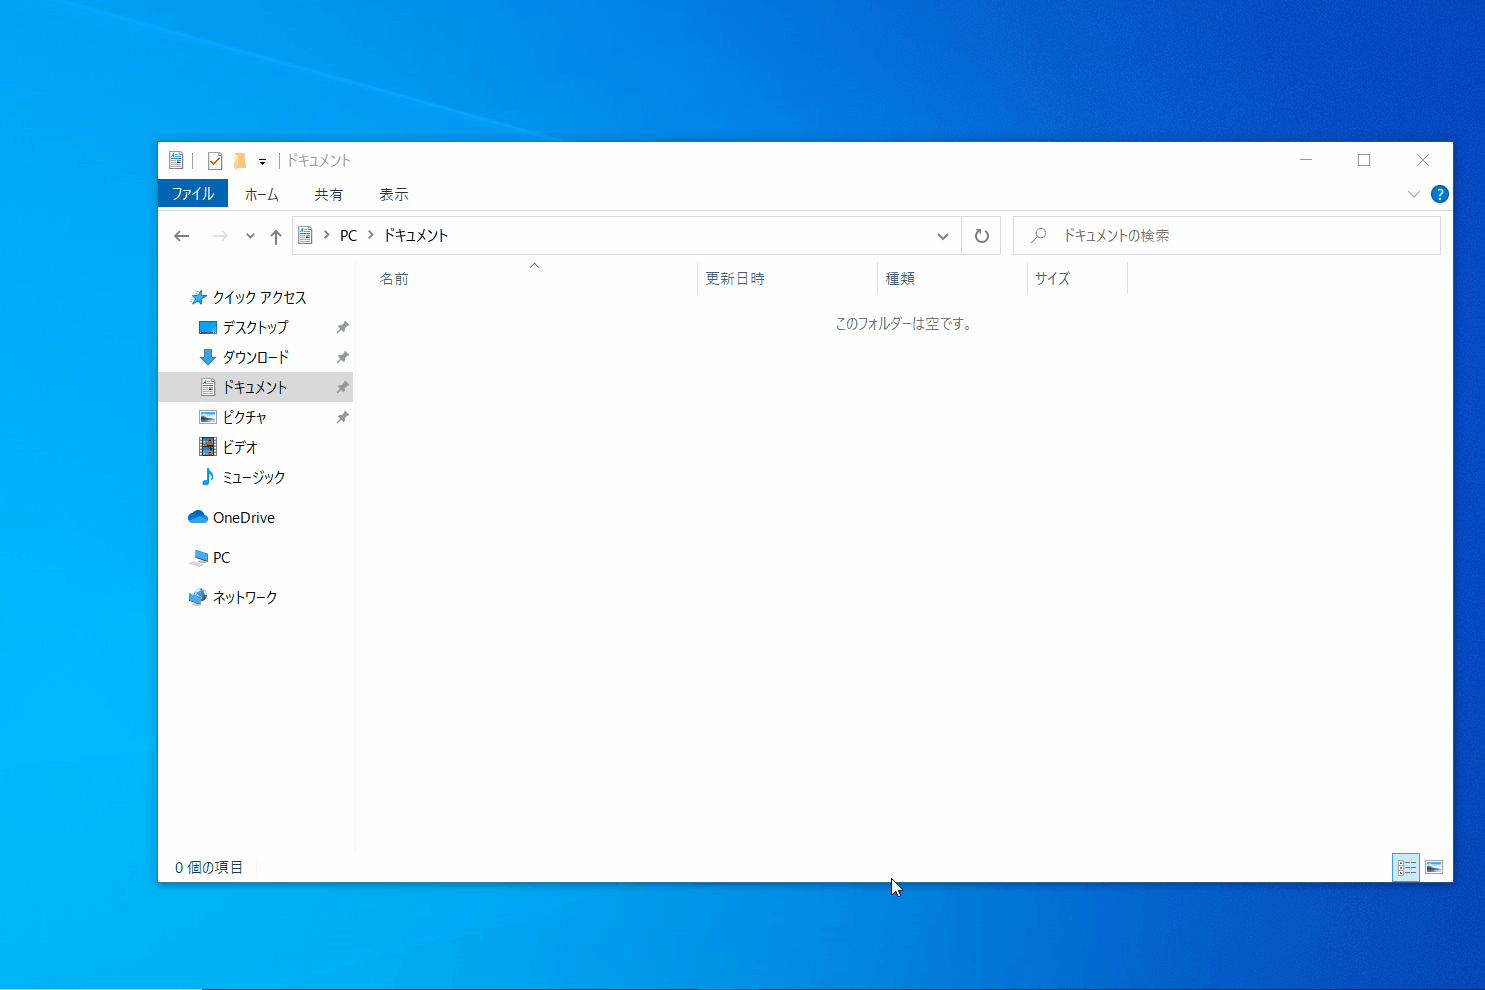 ドキュメント
ファイル ホーム 共有 表示
PC ドキュメント
ドキュメントの検索
名前 更新日時 種類 サイズ
このフォルダーは空です。
クイック アクセス
デスクトップ
ダウンロード
ドキュメント
ピクチャ
ビデオ
ミュージック
OneDrive
PC
ネットワーク
0 個の項目